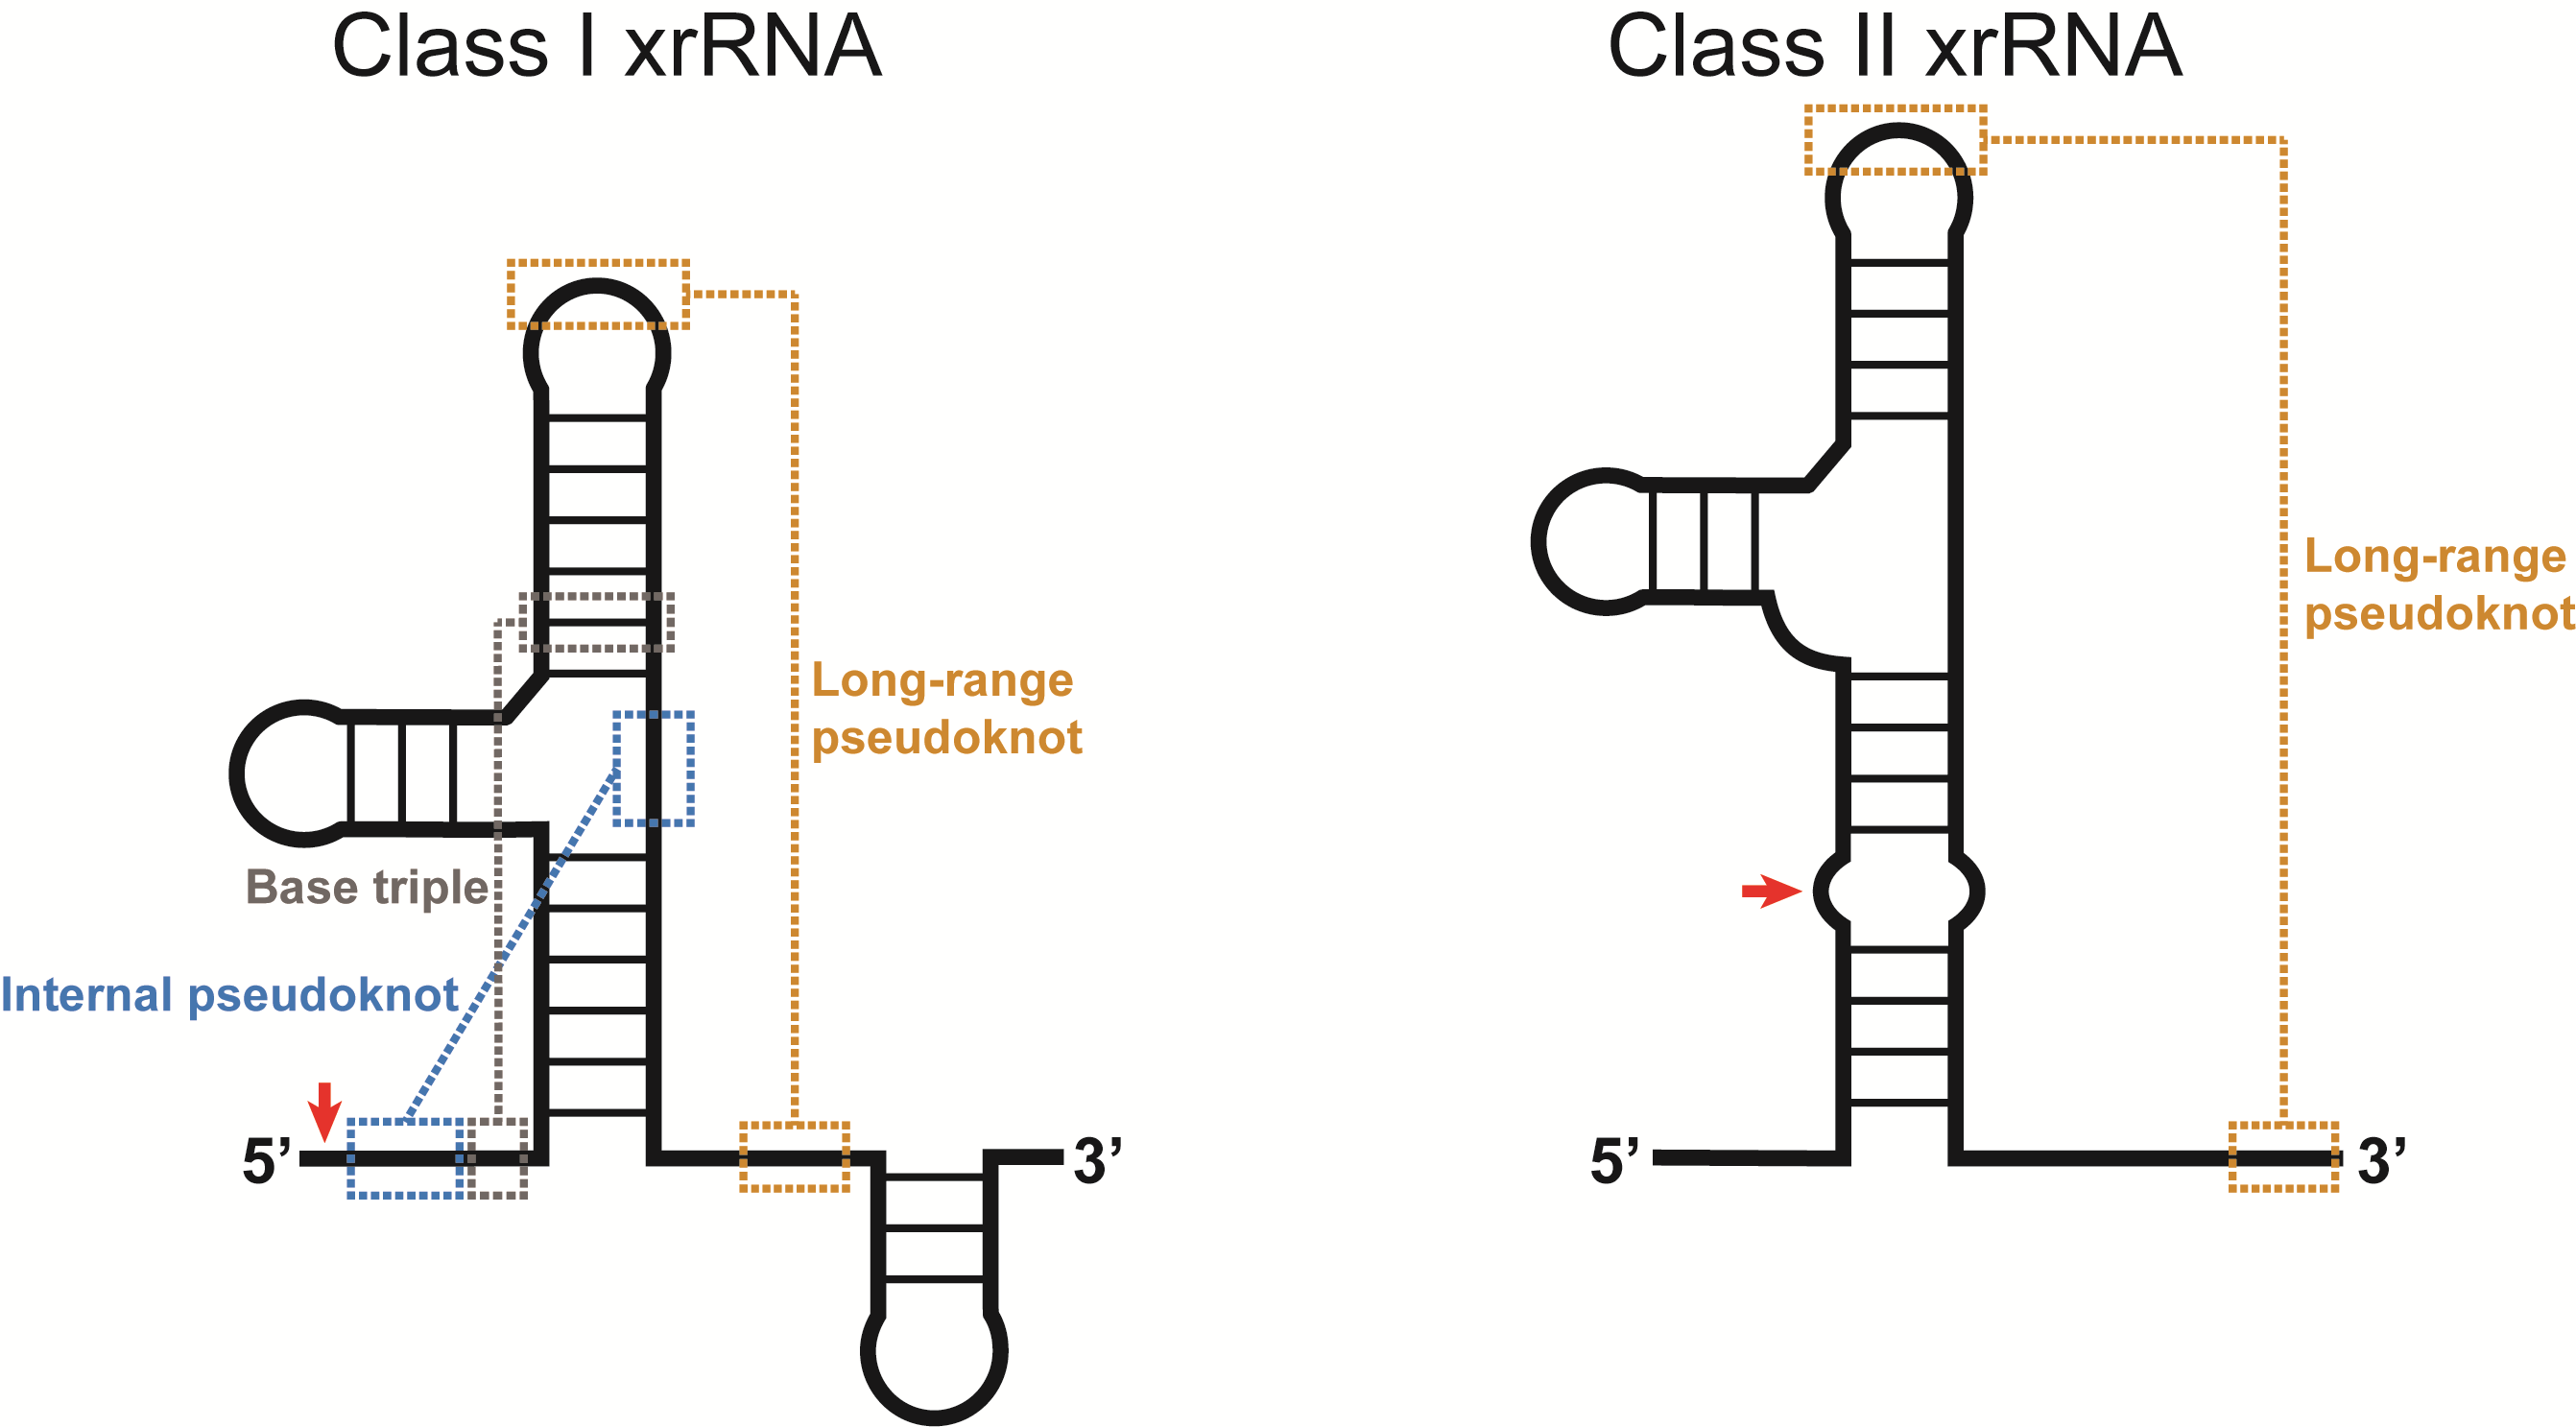 Class I xrRNA
Class II xrRNA
Long-range
pseudoknot
Long-range
pseudoknot
Base triple
Internal pseudoknot
5’
3’
5’
3’